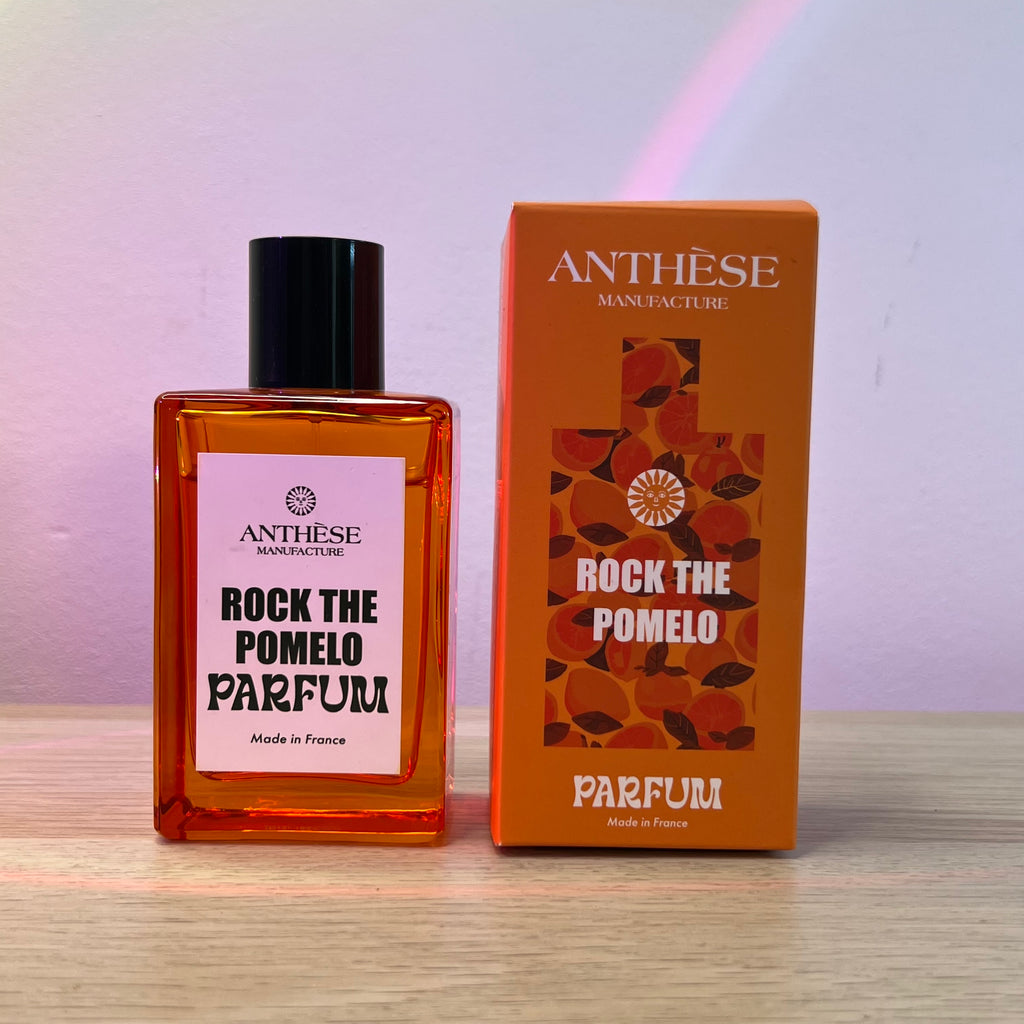 ANTHÈSE
MANUFACTURE
ROCK THE
POMELO
PARFUM
Made in France
ANTHÈSE
MANUFACTURE
ROCK THE
POMELO
PARFUM
Made in France